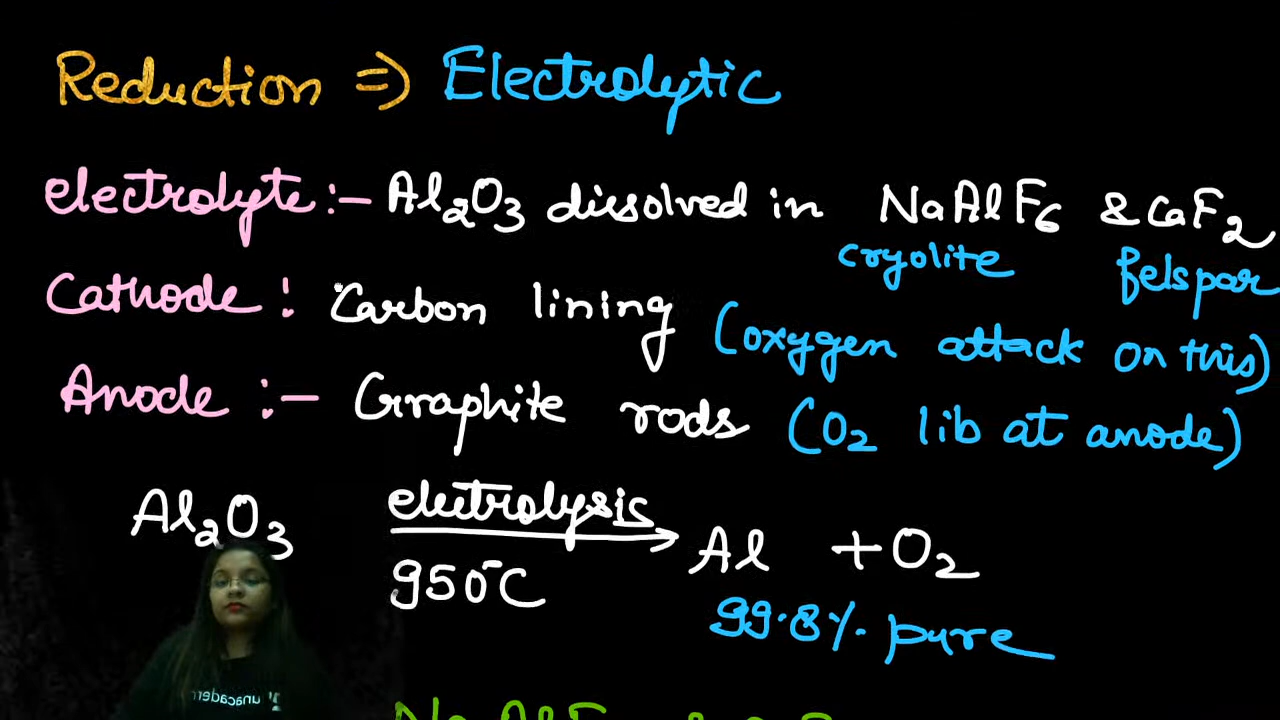 Reduction ⇒ Electrolytic
electrolyte :- Al₂O₃ dissolved in NaAlF₆ & CaF₂
cryolite felspar
Cathode : Carbon lining (oxygen attack on this)
Anode :- Graphite rods (O₂ lib at anode)
electrolysis
Al₂O₃ → Al + O₂
950°C
99.8% pure
unacademy